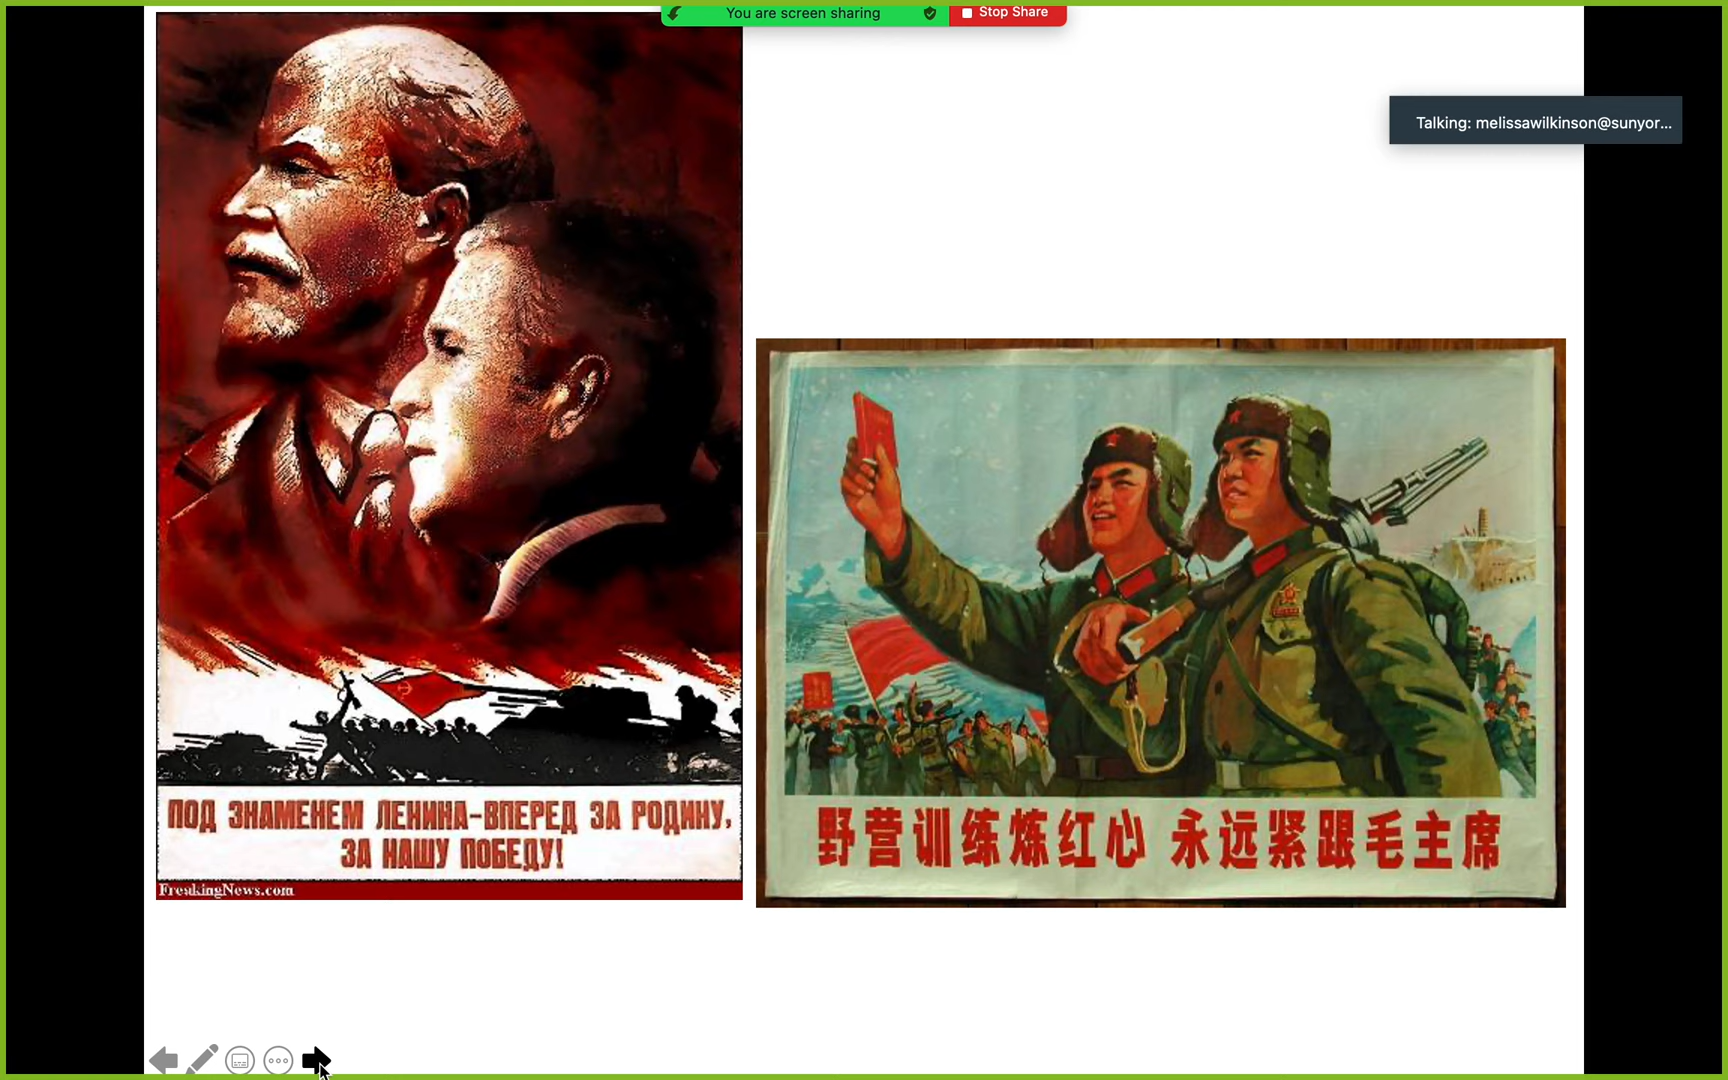 You are screen sharing
Stop Share
Talking: melissawilkinson@sunyor...
ПОД ЗНАМЕНЕМ ЛЕНИНА-ВПЕРЕД ЗА РОДИНУ,
ЗА НАШУ ПОБЕДУ!
FreakingNews.com
野营训练炼红心 永远紧跟毛主席